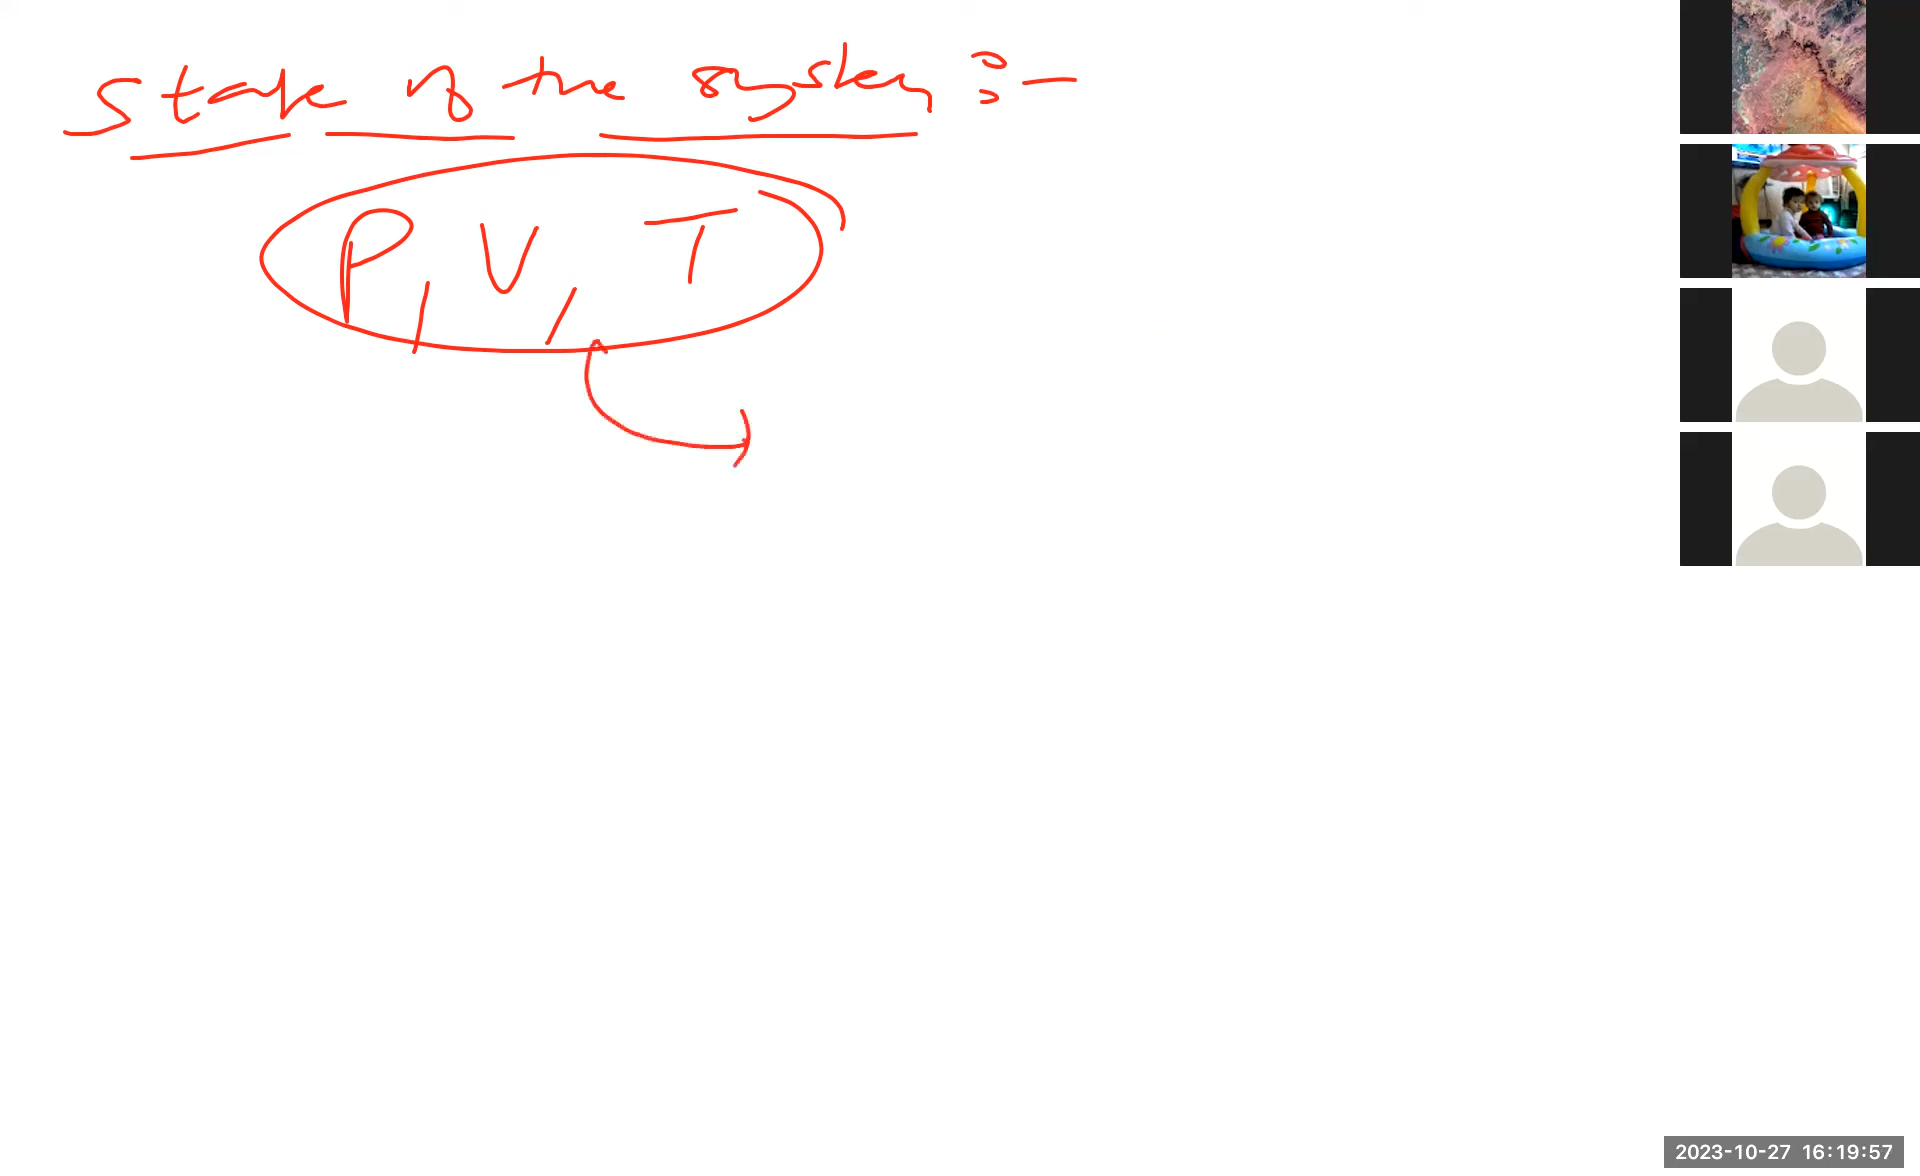 State of the system :-
P, V, T
2023-10-27 16:19:57